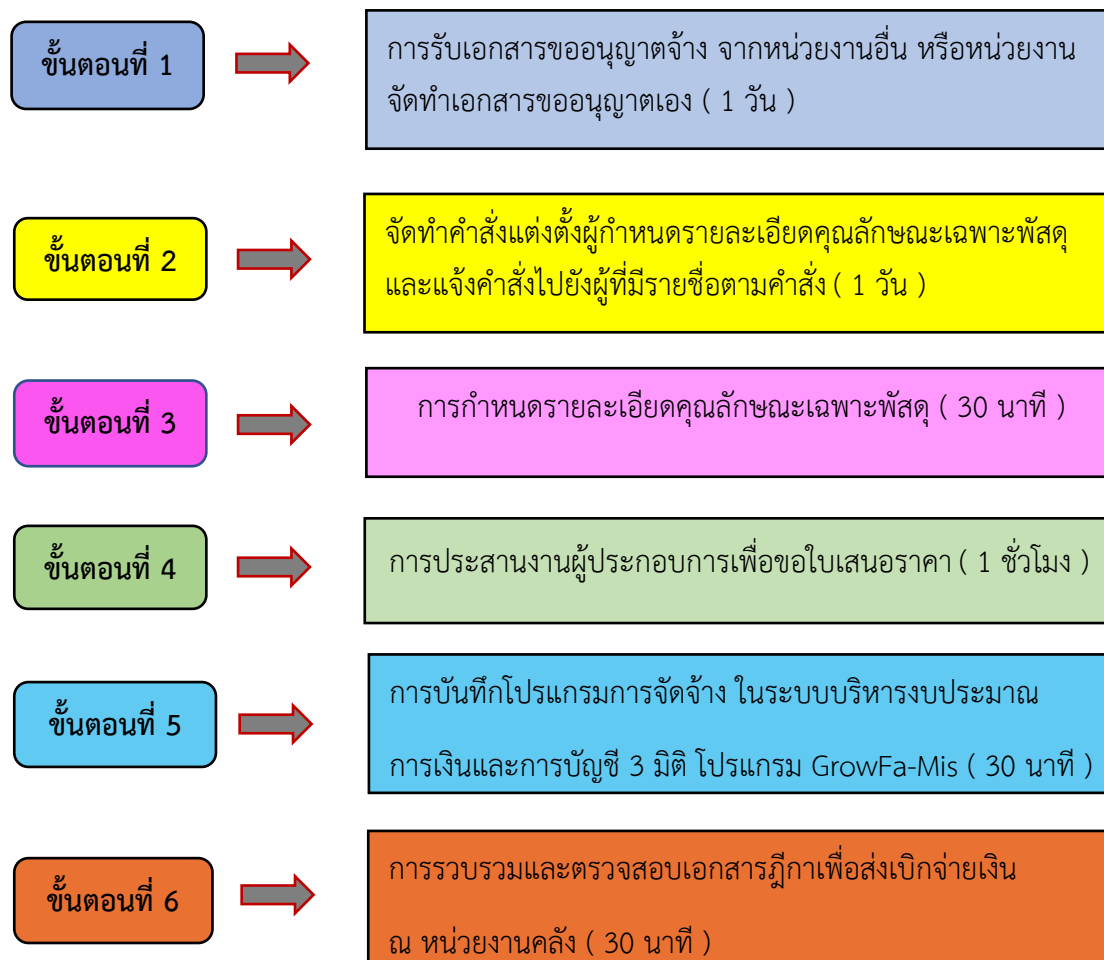 ขั้นตอนที่ 1
การรับเอกสารขออนุญาตจ้าง จากหน่วยงานอื่น หรือหน่วยงาน
จัดทำเอกสารขออนุญาตเอง ( 1 วัน )
ขั้นตอนที่ 2
จัดทำคำสั่งแต่งตั้งผู้กำหนดรายละเอียดคุณลักษณะเฉพาะพัสดุ
และแจ้งคำสั่งไปยังผู้ที่มีรายชื่อตามคำสั่ง ( 1 วัน )
ขั้นตอนที่ 3
การกำหนดรายละเอียดคุณลักษณะเฉพาะพัสดุ ( 30 นาที )
ขั้นตอนที่ 4
การประสานงานผู้ประกอบการเพื่อขอใบเสนอราคา ( 1 ชั่วโมง )
ขั้นตอนที่ 5
การบันทึกโปรแกรมการจัดจ้าง ในระบบบริหารงบประมาณ
การเงินและการบัญชี 3 มิติ โปรแกรม GrowFa-Mis ( 30 นาที )
ขั้นตอนที่ 6
การรวบรวมและตรวจสอบเอกสารฎีกาเพื่อส่งเบิกจ่ายเงิน
ณ หน่วยงานคลัง ( 30 นาที )